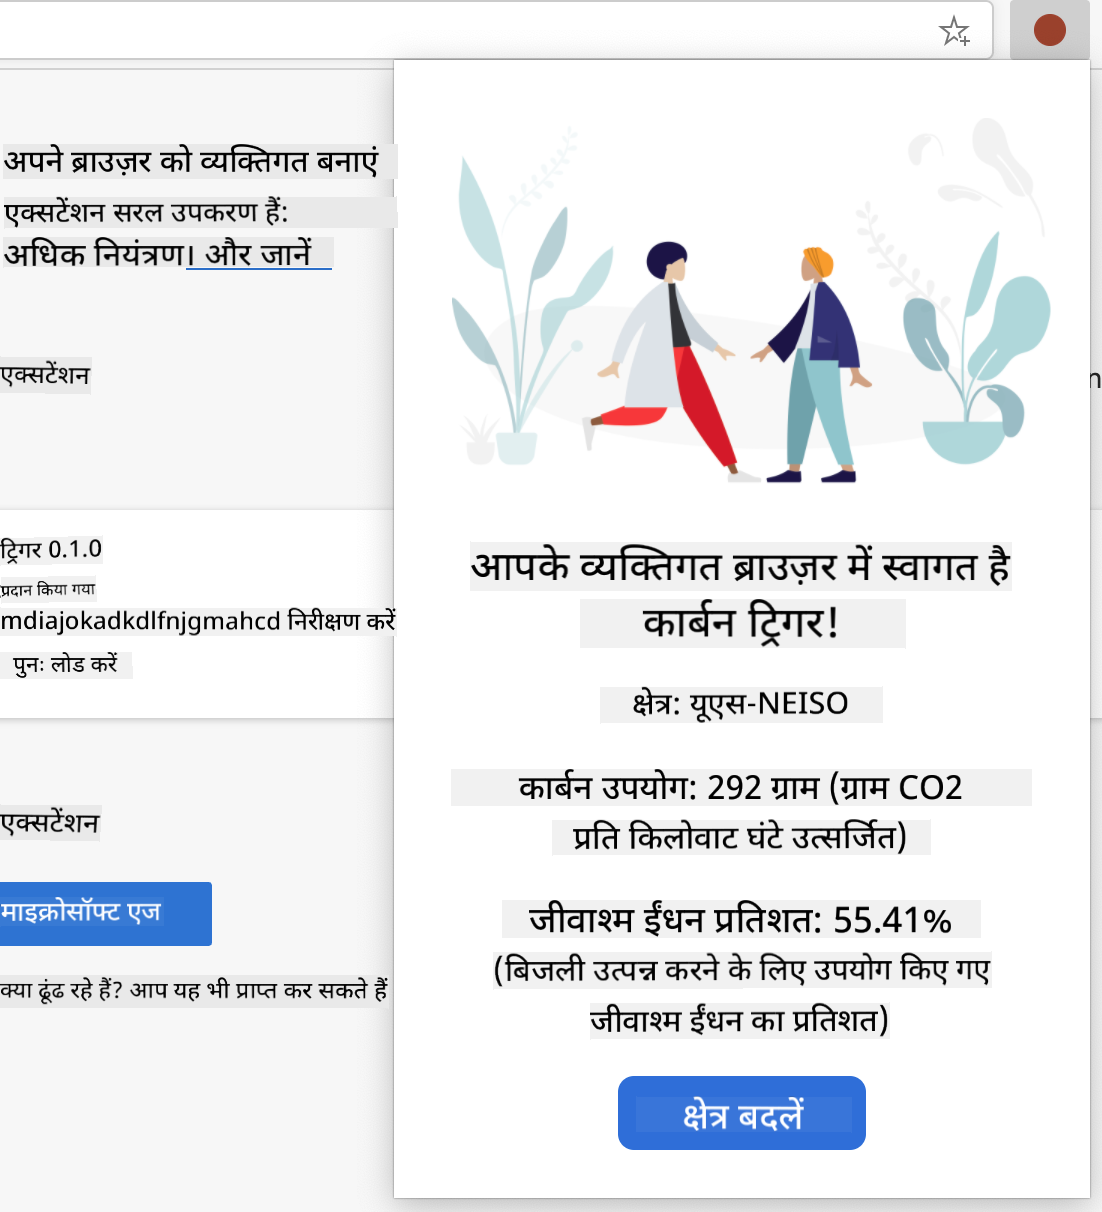 अपने ब्राउज़र को व्यक्तिगत बनाएं
एक्सटेंशन सरल उपकरण हैं:
अधिक नियंत्रण। और जानें
एक्सटेंशन
ट्रिगर 0.1.0
प्रदान किया गया
mdiajokadkdlfnjgmahcd निरीक्षण करें
पुनः लोड करें
एक्सटेंशन
माइक्रोसॉफ्ट एज
क्या ढूंढ रहे हैं? आप यह भी प्राप्त कर सकते हैं
आपके व्यक्तिगत ब्राउज़र में स्वागत है
कार्बन ट्रिगर!
क्षेत्र: यूएस-NEISO
कार्बन उपयोग: 292 ग्राम (ग्राम CO2
प्रति किलोवाट घंटे उत्सर्जित)
जीवाश्म ईंधन प्रतिशत: 55.41%
(बिजली उत्पन्न करने के लिए उपयोग किए गए
जीवाश्म ईंधन का प्रतिशत)
क्षेत्र बदलें